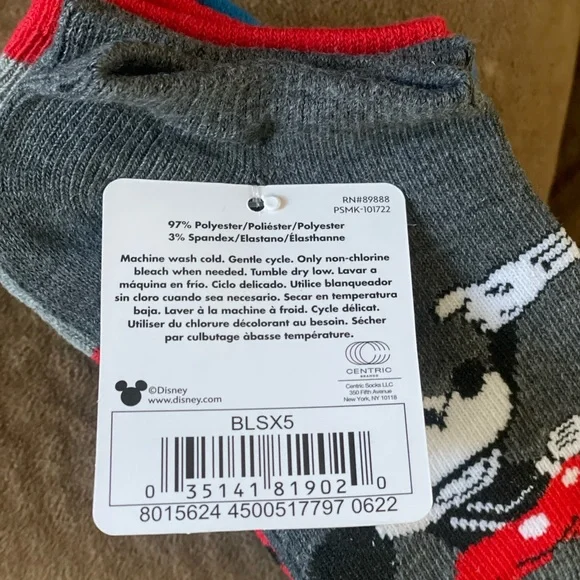 RN#89888
PSMK-101722
97% Polyester/Poliéster/Polyester
3% Spandex/Elastano/Élasthanne
Machine wash cold. Gentle cycle. Only non-chlorine
bleach when needed. Tumble dry low. Lavar a
máquina en frío. Ciclo delicado. Utilice blanqueador
sin cloro cuando sea necesario. Secar en temperatura
baja. Laver à la machine à froid. Cycle délicat.
Utiliser du chlorure décolorant au besoin. Sécher
par culbutage àbasse température.
CENTRIC
BRANDS
Centric Socks LLC
350 Fifth Avenue
New York, NY 10118
©Disney
www.disney.com
BLSX5
0 35141 81902 0
8015624 4500517797 0622